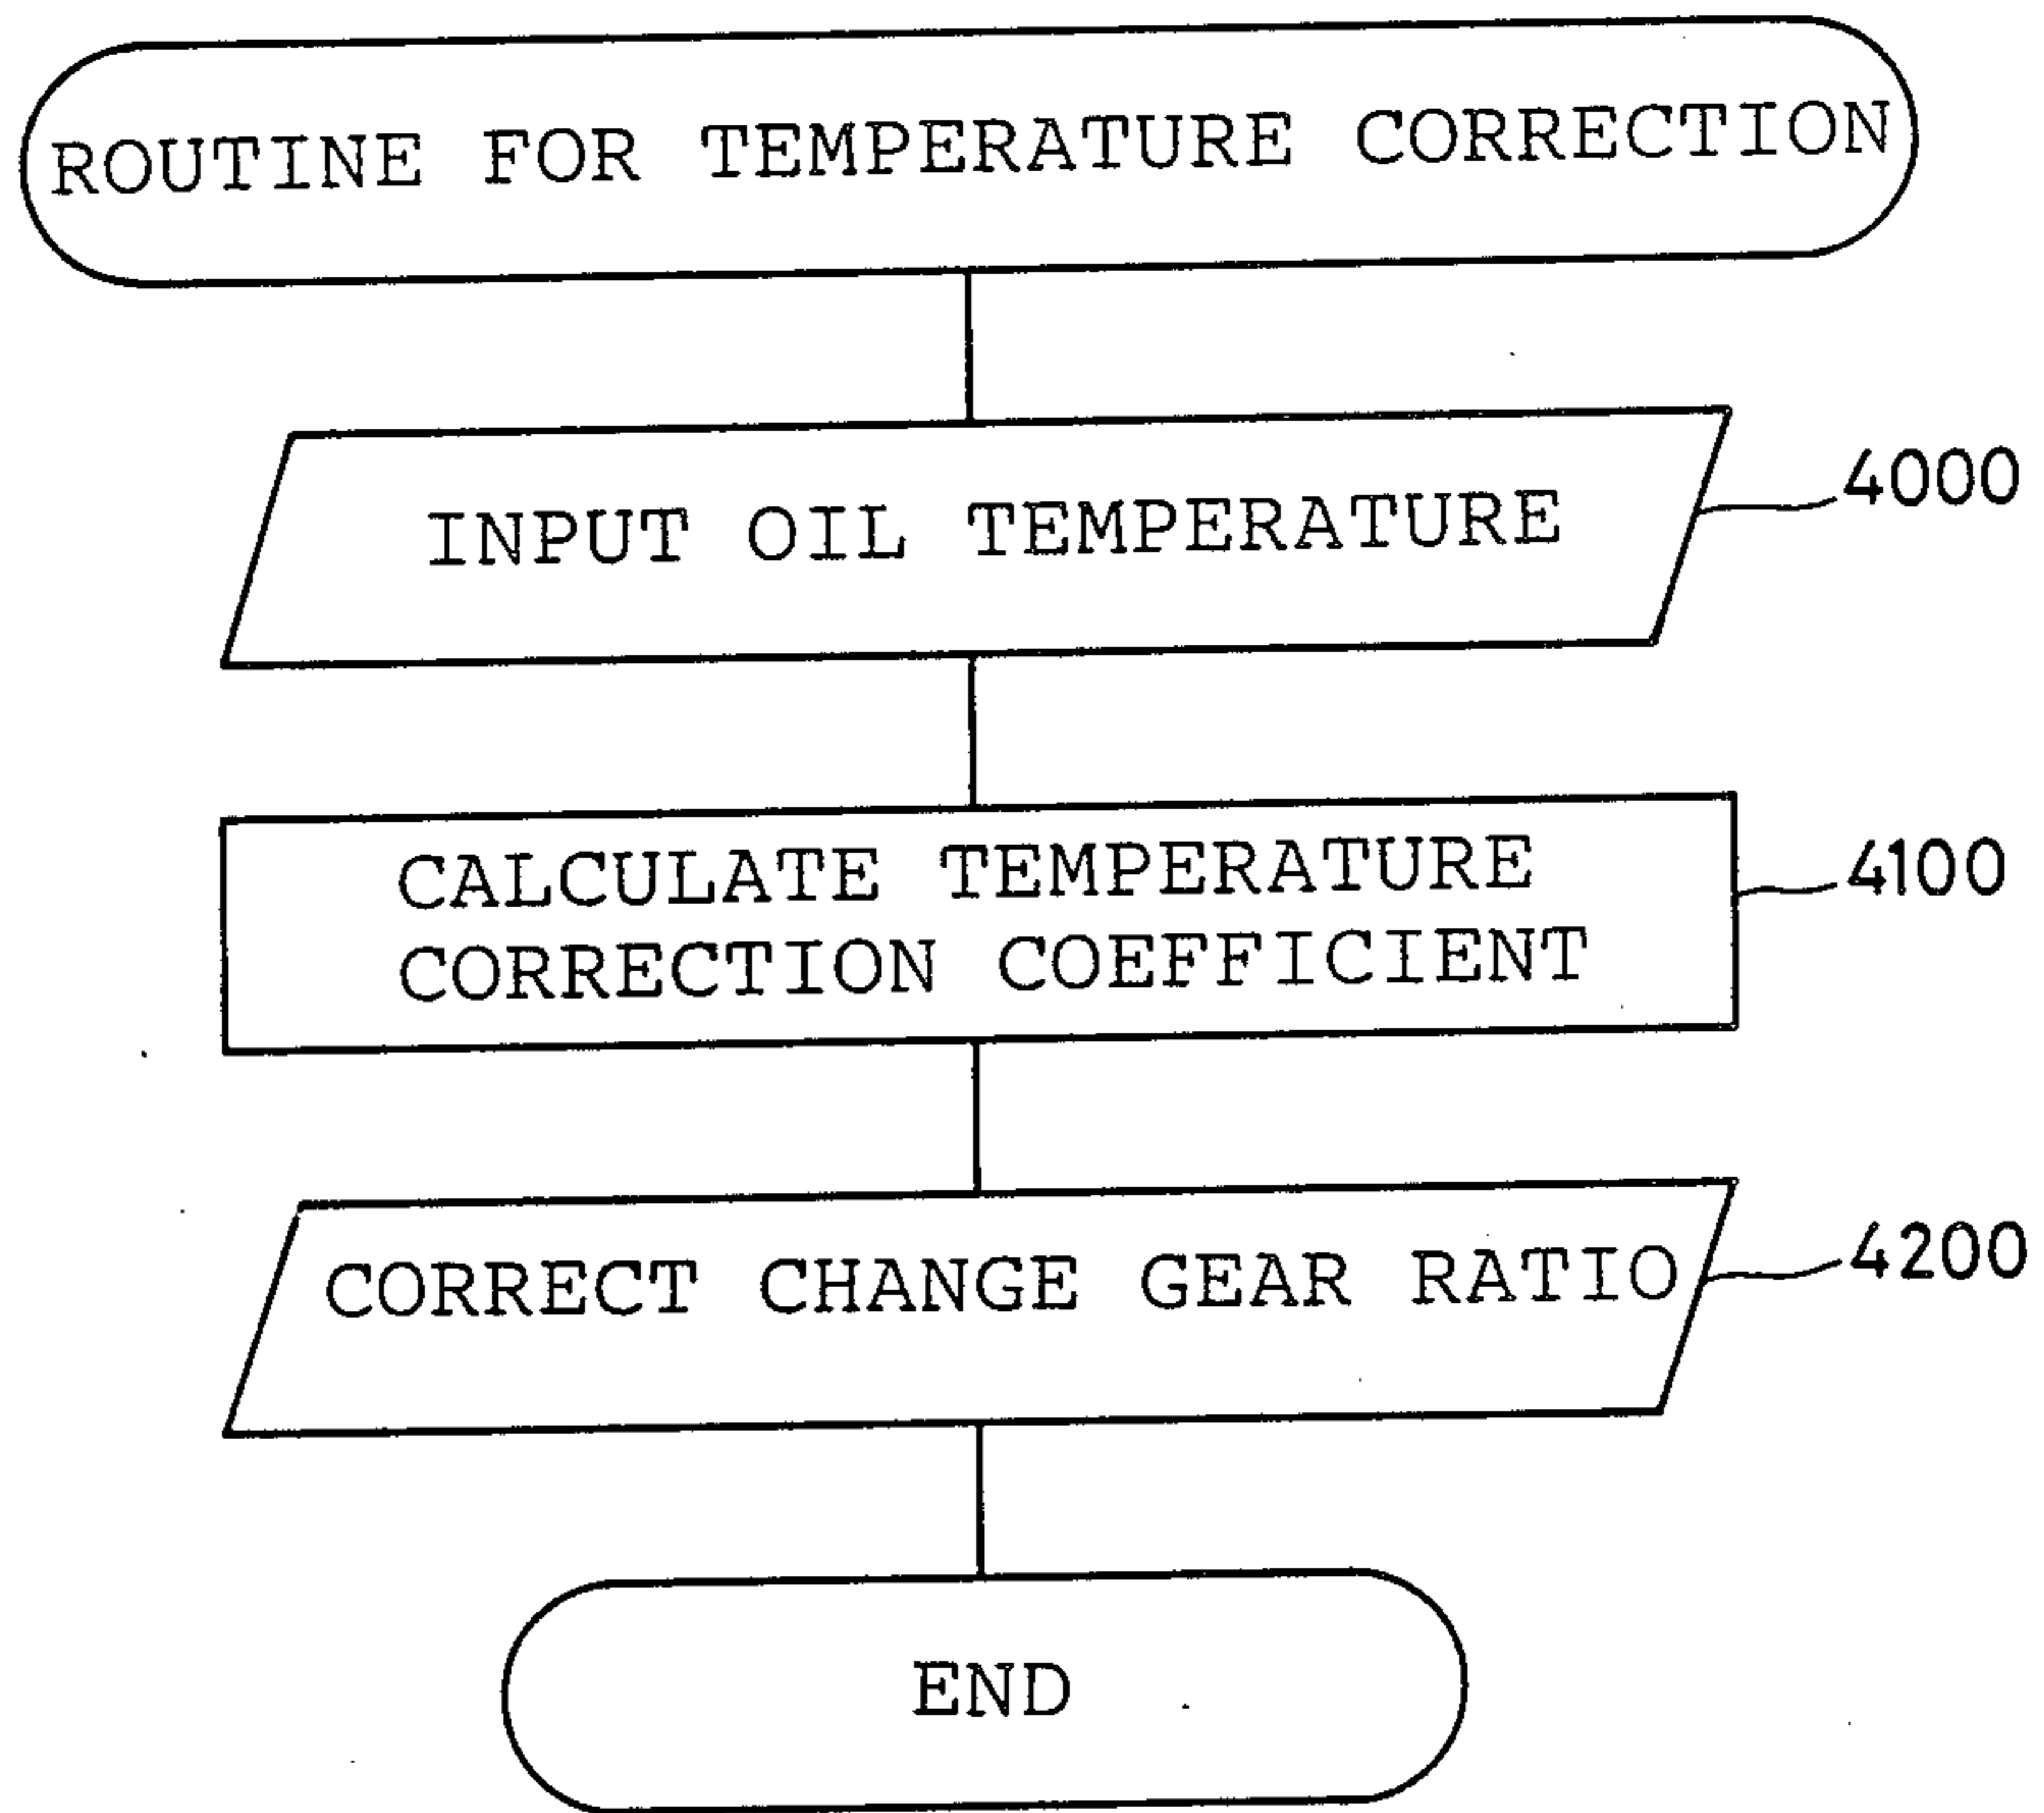 ROUTINE FOR TEMPERATURE CORRECTION
INPUT OIL TEMPERATURE
4000
CALCULATE TEMPERATURE
CORRECTION COEFFICIENT
4100
CORRECT CHANGE GEAR RATIO
4200
END